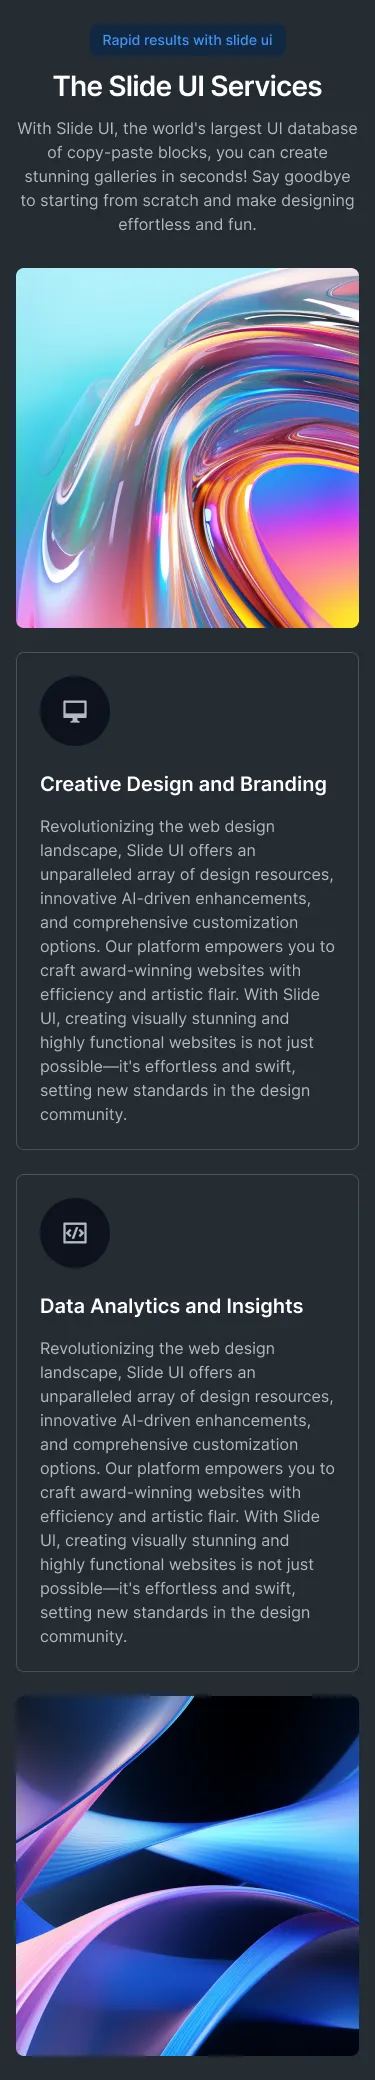 Rapid results with slide ui
The Slide UI Services
With Slide UI, the world's largest UI database
of copy-paste blocks, you can create
stunning galleries in seconds! Say goodbye
to starting from scratch and make designing
effortless and fun.
Creative Design and Branding
Revolutionizing the web design
landscape, Slide UI offers an
unparalleled array of design resources,
innovative AI-driven enhancements,
and comprehensive customization
options. Our platform empowers you to
craft award-winning websites with
efficiency and artistic flair. With Slide
UI, creating visually stunning and
highly functional websites is not just
possible—it's effortless and swift,
setting new standards in the design
community.
Data Analytics and Insights
Revolutionizing the web design
landscape, Slide UI offers an
unparalleled array of design resources,
innovative AI-driven enhancements,
and comprehensive customization
options. Our platform empowers you to
craft award-winning websites with
efficiency and artistic flair. With Slide
UI, creating visually stunning and
highly functional websites is not just
possible—it's effortless and swift,
setting new standards in the design
community.